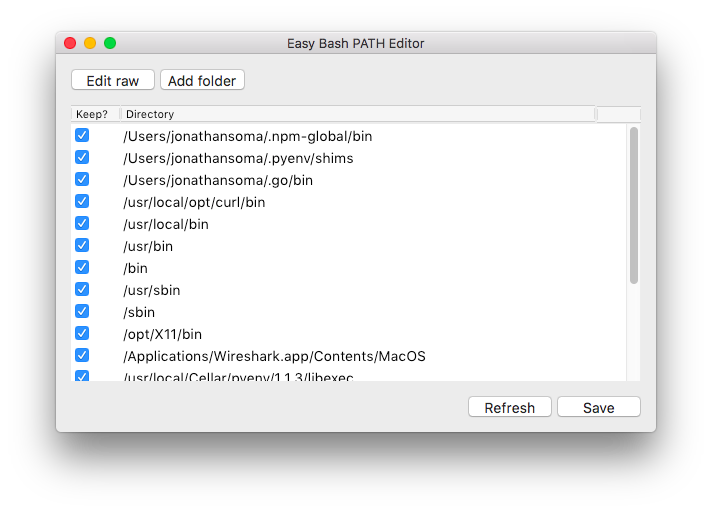 Easy Bash PATH Editor
Edit raw Add folder
Keep? Directory
/Users/jonathansoma/.npm-global/bin
/Users/jonathansoma/.pyenv/shims
/Users/jonathansoma/.go/bin
/usr/local/opt/curl/bin
/usr/local/bin
/usr/bin
/bin
/usr/sbin
/sbin
/opt/X11/bin
/Applications/Wireshark.app/Contents/MacOS
/usr/local/Cellar/pyenv/1.1.3/libexec
Refresh Save